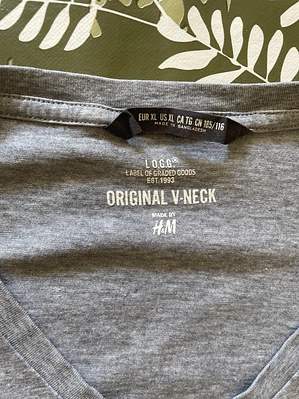 EUR XL US XL CA TG CN 185/116
MADE IN BANGLADESH
L.O.G.G.®
LABEL OF GRADED GOODS
EST.1993
ORIGINAL V-NECK
MADE BY
H&M